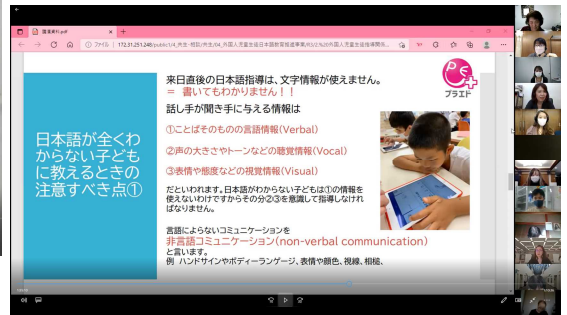 172.31.251.248/public/
日本語が全くわ
からない子ども
に教えるときの
注意すべき点①
来日直後の日本語指導は、文字情報が使えません。
＝ 書いてもわかりません！！
話し手が聞き手に与える情報は
①ことばそのものの言語情報(Verbal)
②声の大きさやトーンなどの聴覚情報(Vocal)
③表情や態度などの視覚情報(Visual)
だといわれます。日本語がわからない子どもは①の情報を
使えないわけですからその分②③を意識して指導しなけれ
ばなりません。
言語によらないコミュニケーションを
非言語コミュニケーション(non-verbal communication)
と言います。
例 ハンドサインやボディーランゲージ、表情や顔色、視線、相槌、
プラエド